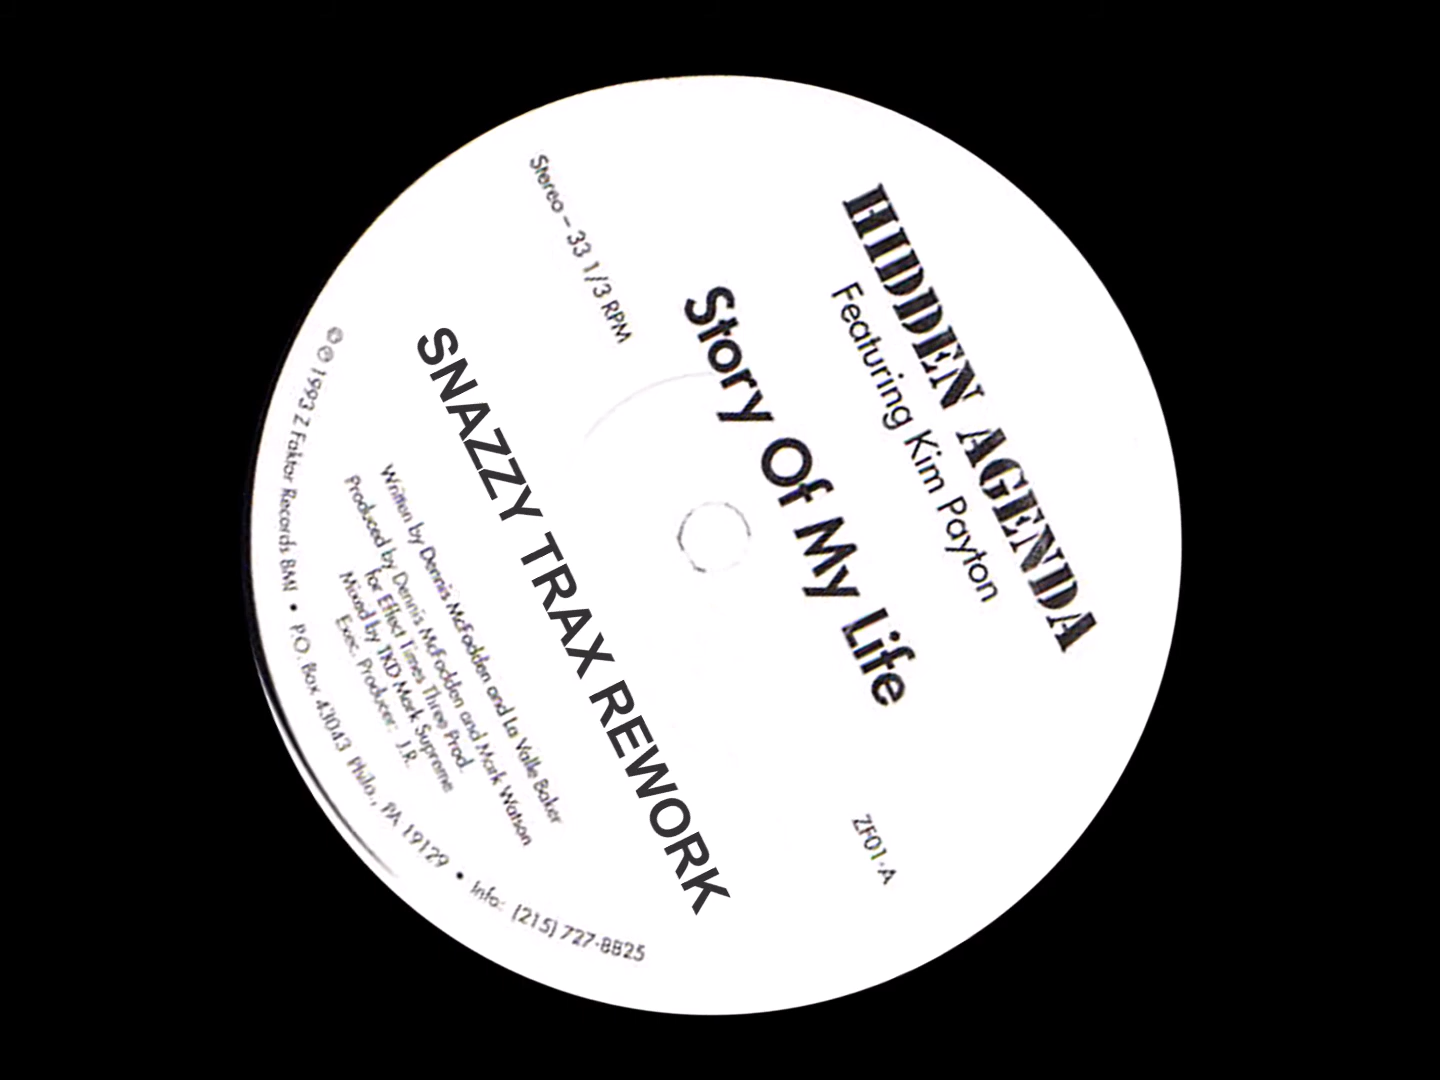 HIDDEN AGENDA
Featuring Kim Payton
Story Of My Life
Stereo – 33 1/3 RPM
ZF01-A
SNAZZY TRAX REWORK
Written by Dennis McFadden and La Valle Baker
Produced by Dennis McFadden and Mark Watson
for Effect Times Three Prod.
Mixed by TKD Mark Supreme
Exec. Producer: J.R.
© ℗ 1993 Z Faktor Records BMI • P.O. Box 43043 Phila., PA 19129 • Info: (215) 727-8825